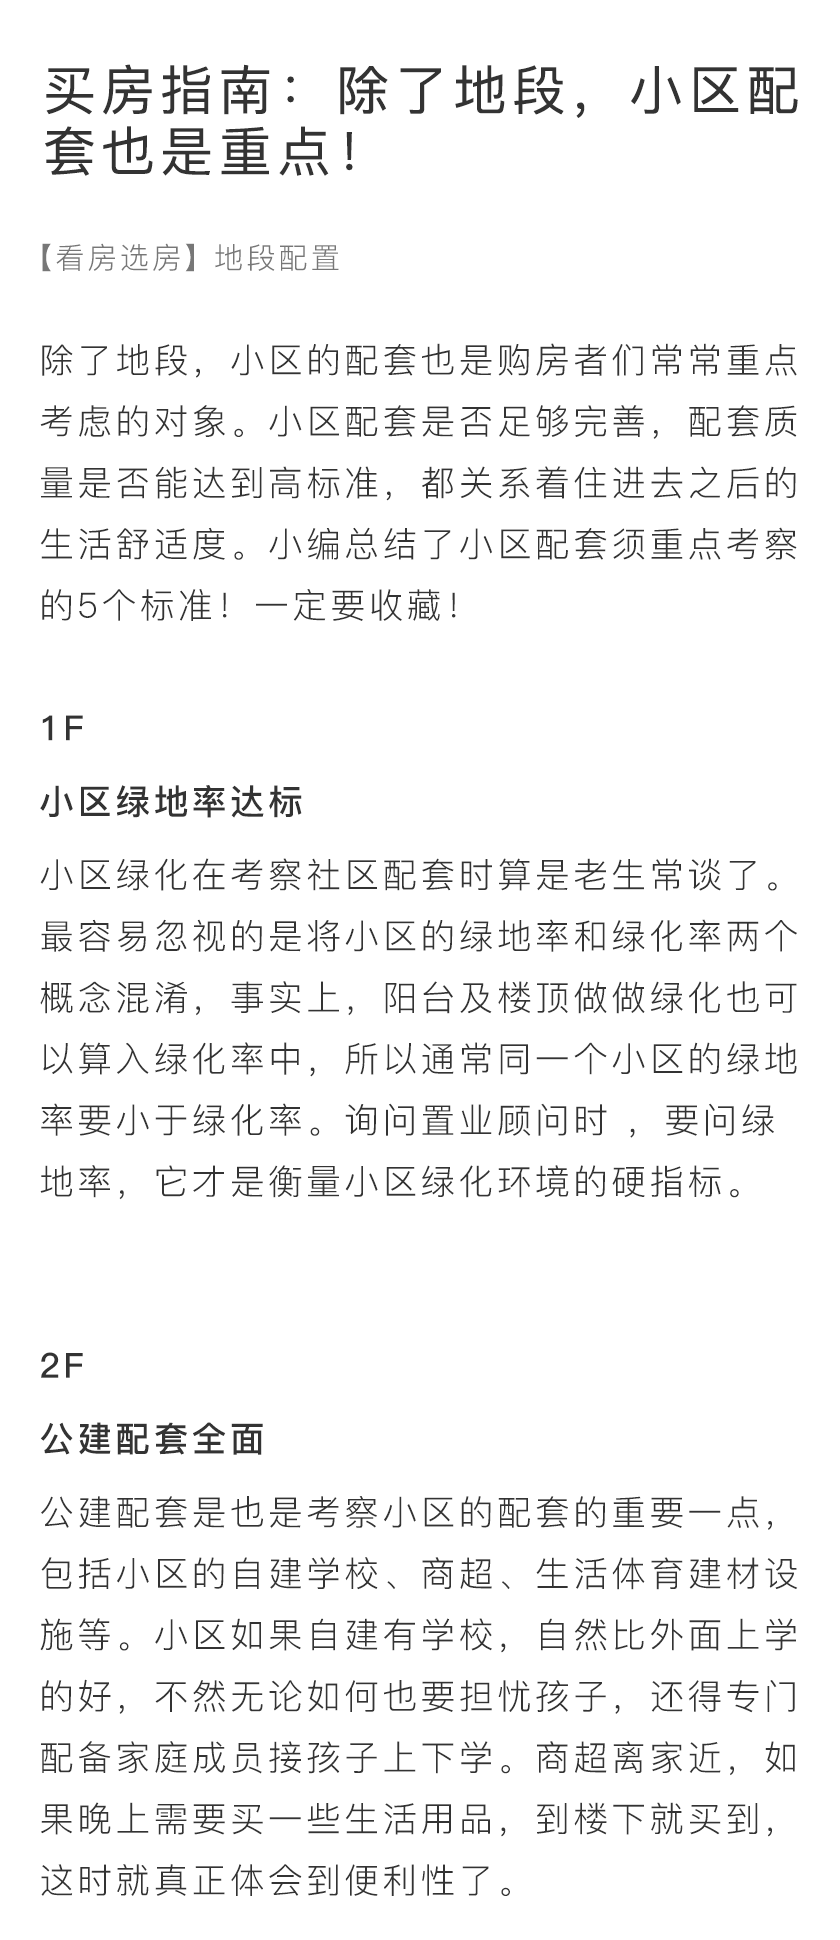 买房指南：除了地段，小区配
套也是重点！
【看房选房】地段配置
除了地段，小区的配套也是购房者们常常重点
考虑的对象。小区配套是否足够完善，配套质
量是否能达到高标准，都关系着住进去之后的
生活舒适度。小编总结了小区配套须重点考察
的5个标准！一定要收藏！
1F
小区绿地率达标
小区绿化在考察社区配套时算是老生常谈了。
最容易忽视的是将小区的绿地率和绿化率两个
概念混淆，事实上，阳台及楼顶做做绿化也可
以算入绿化率中，所以通常同一个小区的绿地
率要小于绿化率。询问置业顾问时 ，要问绿
地率，它才是衡量小区绿化环境的硬指标。
2F
公建配套全面
公建配套是也是考察小区的配套的重要一点，
包括小区的自建学校、商超、生活体育建材设
施等。小区如果自建有学校，自然比外面上学
的好，不然无论如何也要担忧孩子，还得专门
配备家庭成员接孩子上下学。商超离家近，如
果晚上需要买一些生活用品，到楼下就买到，
这时就真正体会到便利性了。